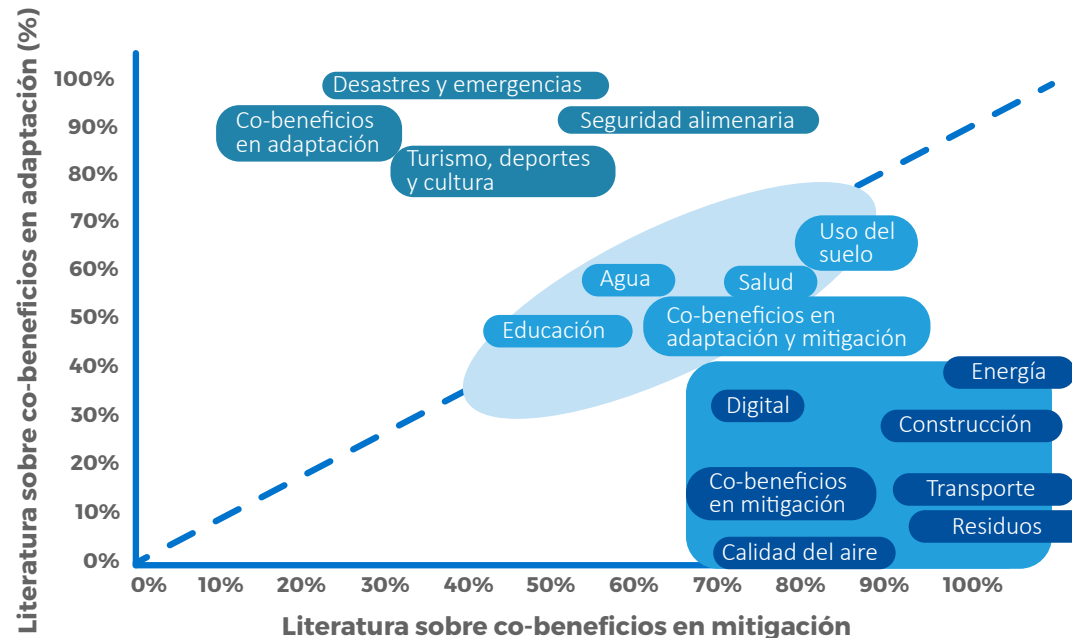 Literatura sobre co-beneficios en adaptación (%)
100%
90%
80%
70%
60%
50%
40%
30%
20%
10%
0%
Desastres y emergencias
Co-beneficios
en adaptación
Seguridad alimenaria
Turismo, deportes
y cultura
Uso del
suelo
Agua
Salud
Educación
Co-beneficios en
adaptación y mitigación
Energía
Digital
Construcción
Co-beneficios
en mitigación
Transporte
Residuos
Calidad del aire
0%
10%
20%
30%
40%
50%
60%
70%
80%
90%
100%
Literatura sobre co-beneficios en mitigación